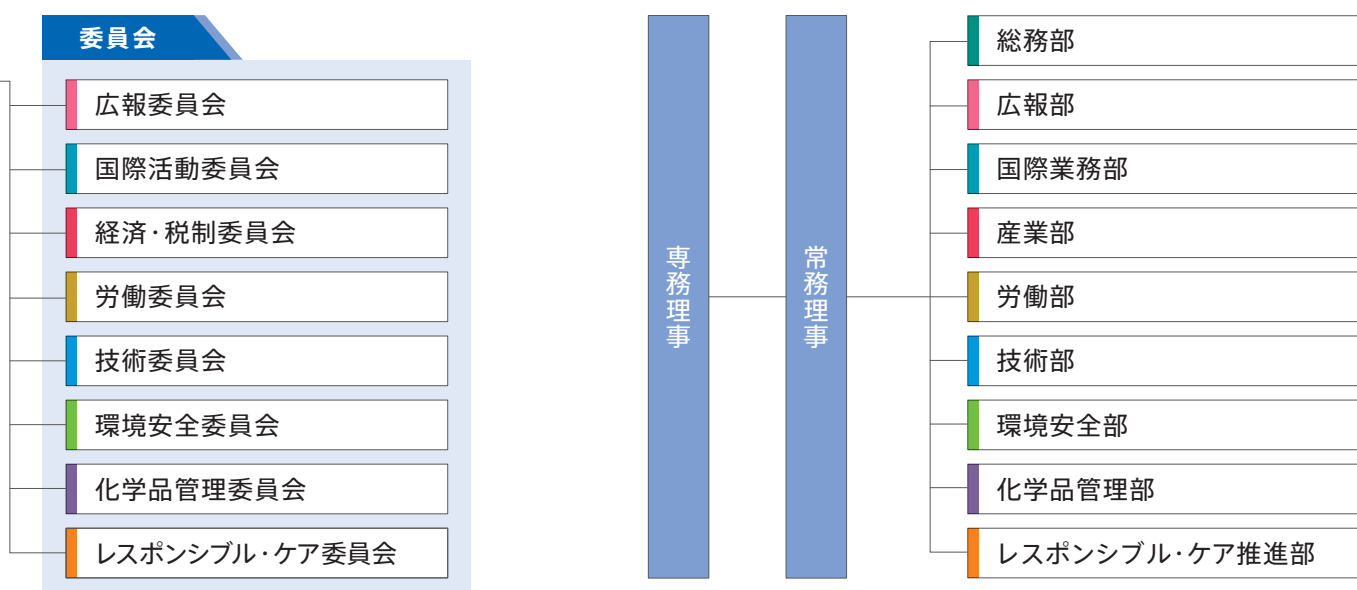 委員会
広報委員会
国際活動委員会
経済・税制委員会
労働委員会
技術委員会
環境安全委員会
化学品管理委員会
レスポンシブル・ケア委員会
専務理事
常務理事
総務部
広報部
国際業務部
産業部
労働部
技術部
環境安全部
化学品管理部
レスポンシブル・ケア推進部